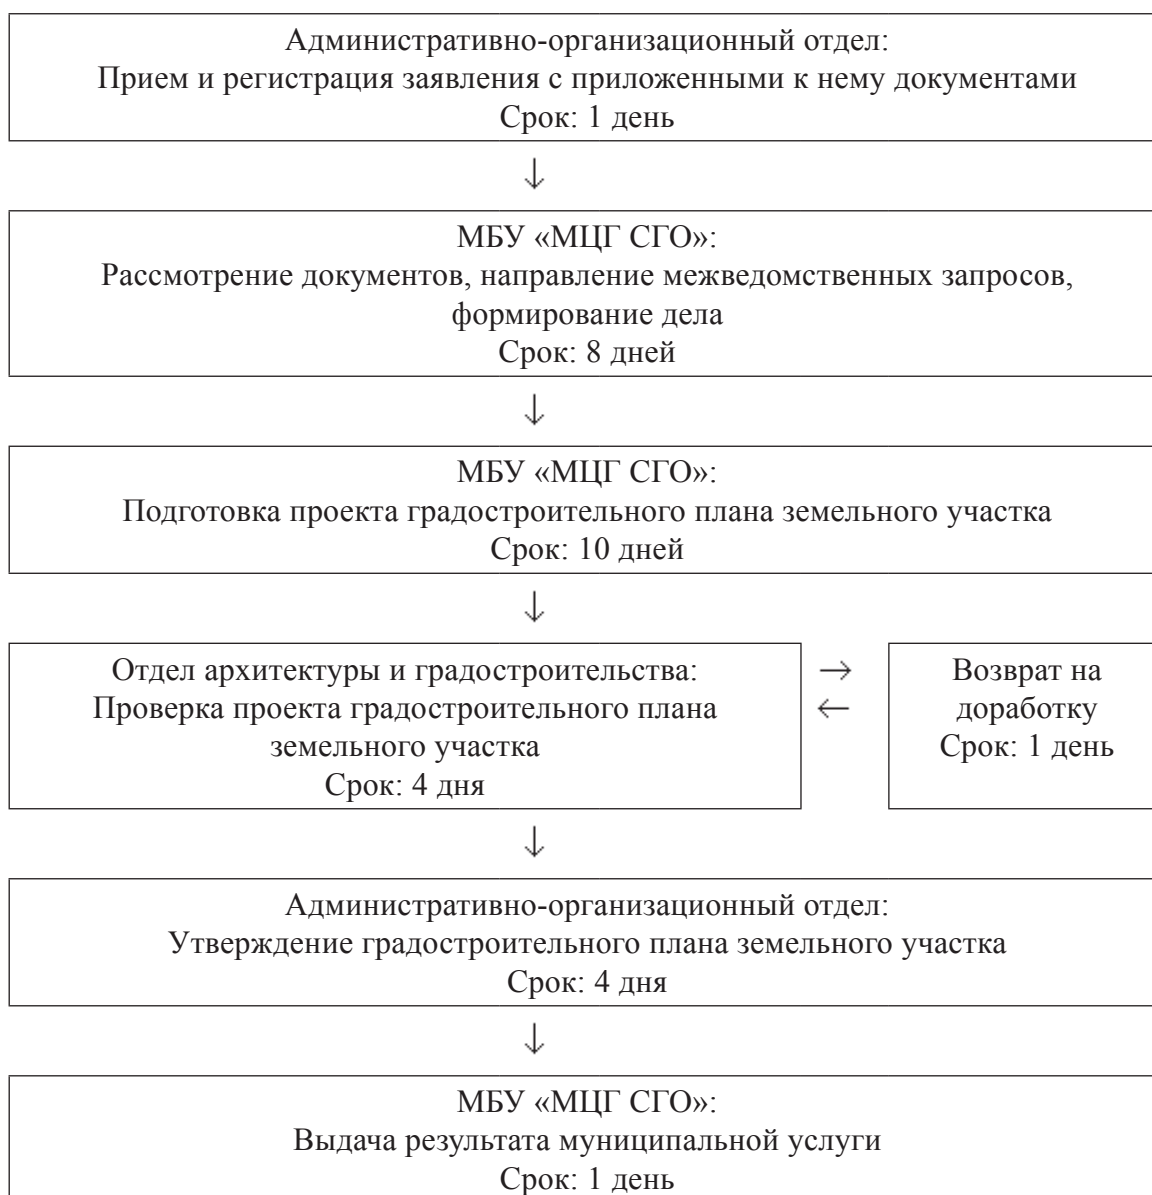 Административно-организационный отдел:
Прием и регистрация заявления с приложенными к нему документами
Срок: 1 день
↓
МБУ «МЦГ СГО»:
Рассмотрение документов, направление межведомственных запросов,
формирование дела
Срок: 8 дней
↓
МБУ «МЦГ СГО»:
Подготовка проекта градостроительного плана земельного участка
Срок: 10 дней
↓
Отдел архитектуры и градостроительства:
Проверка проекта градостроительного плана
земельного участка
Срок: 4 дня
→
←
Возврат на
доработку
Срок: 1 день
↓
Административно-организационный отдел:
Утверждение градостроительного плана земельного участка
Срок: 4 дня
↓
МБУ «МЦГ СГО»:
Выдача результата муниципальной услуги
Срок: 1 день